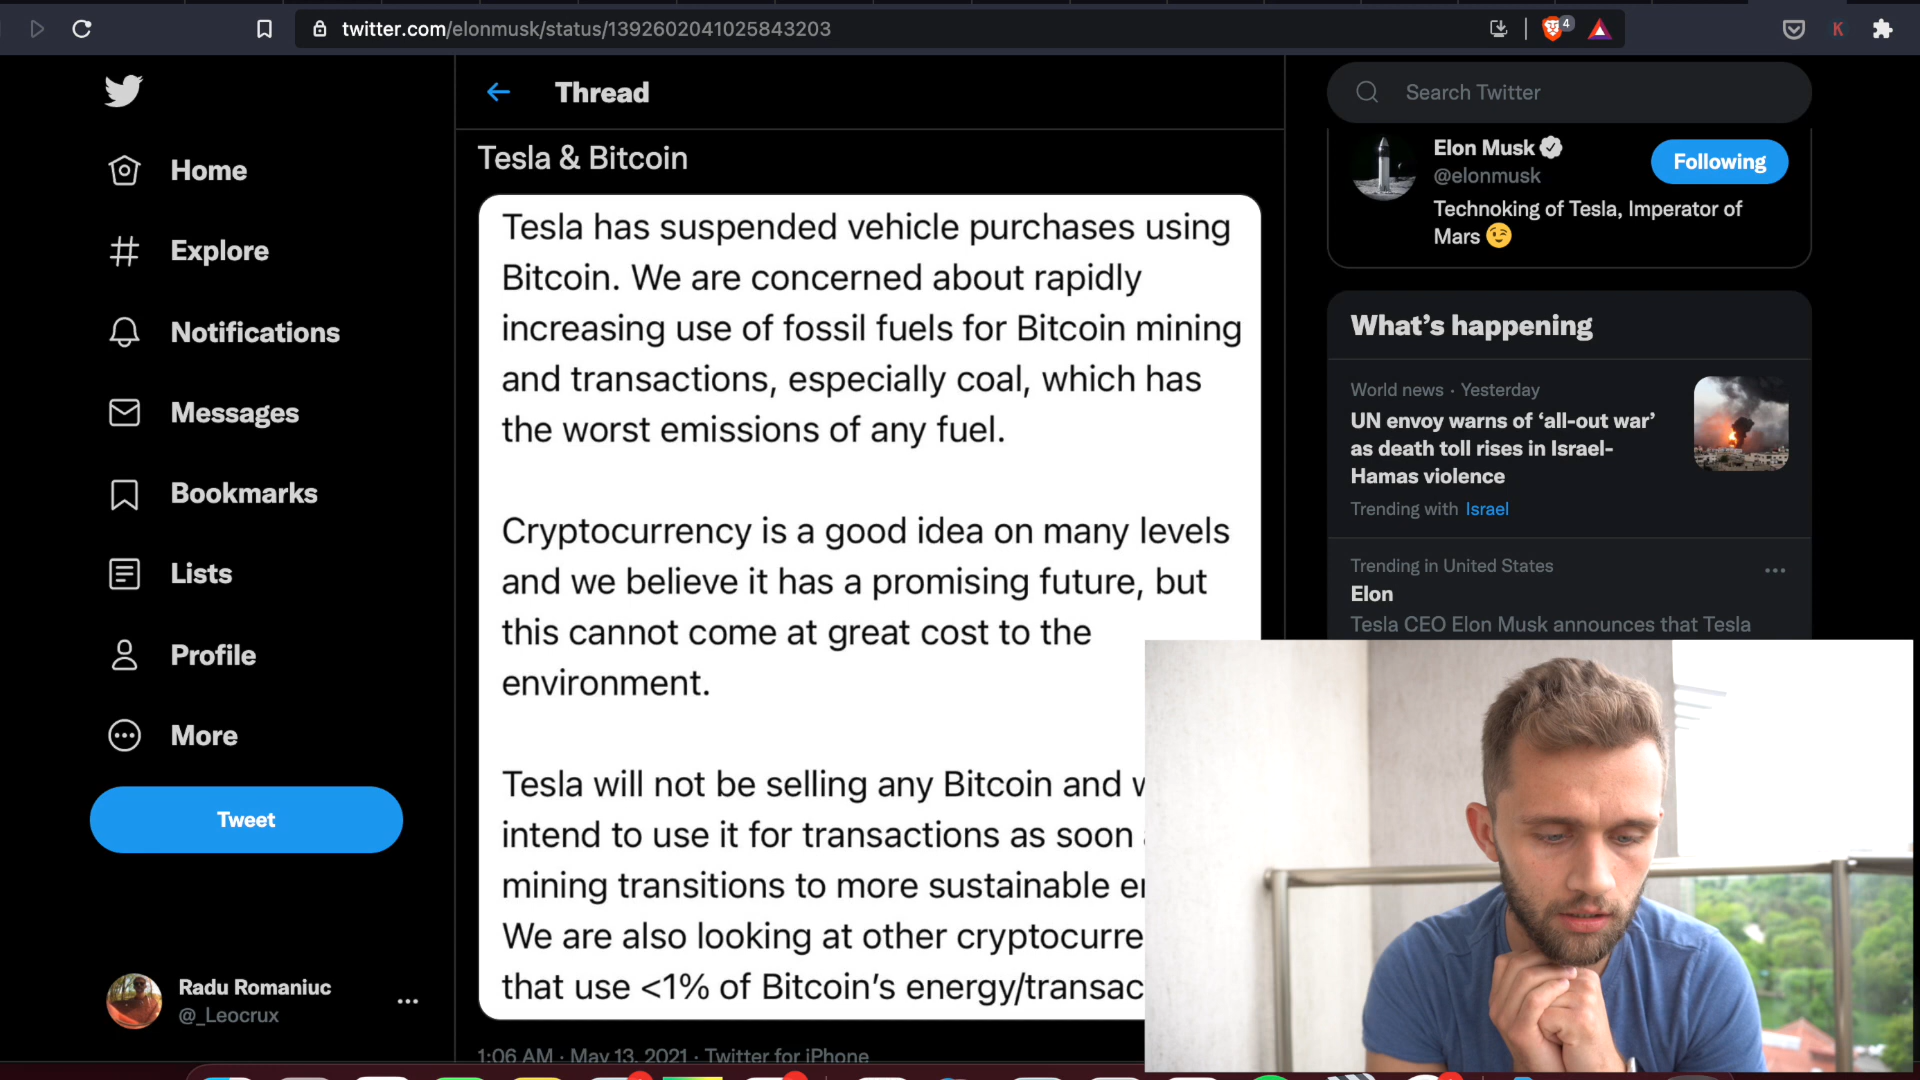 twitter.com/elonmusk/status/1392602041025843203
4
K
Thread
Search Twitter
Home
Explore
Notifications
Messages
Bookmarks
Lists
Profile
More
Tweet
Radu Romaniuc
@_Leocrux
Tesla & Bitcoin
Tesla has suspended vehicle purchases using
Bitcoin. We are concerned about rapidly
increasing use of fossil fuels for Bitcoin mining
and transactions, especially coal, which has
the worst emissions of any fuel.
Cryptocurrency is a good idea on many levels
and we believe it has a promising future, but
this cannot come at great cost to the
environment.
Tesla will not be selling any Bitcoin and
intend to use it for transactions as soon
mining transitions to more sustainable
We are also looking at other
that use <1% of Bitcoin's
1:06 AM · May 13, 2021 · Twitter for iPhone
Elon Musk
@elonmusk
Following
Technoking of Tesla, Imperator of
Mars 😉
What's happening
World news · Yesterday
UN envoy warns of ‘all-out war’
as death toll rises in Israel-
Hamas violence
Trending with Israel
Trending in United States
Elon
Tesla CEO Elon Musk announces that Tesla